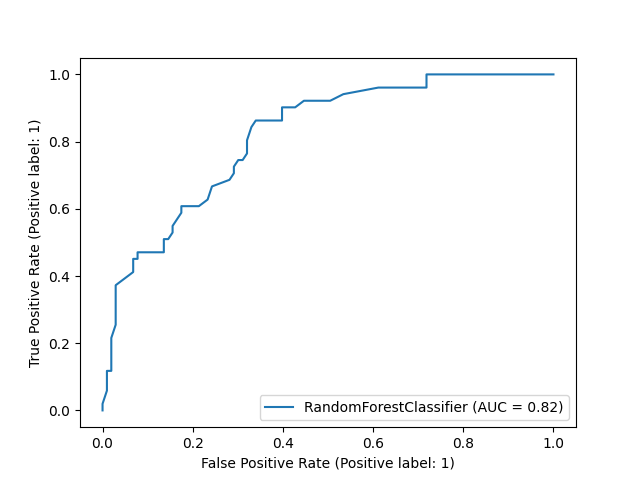 1.0
0.8
0.6
0.4
0.2
0.0
True Positive Rate (Positive label: 1)
RandomForestClassifier (AUC = 0.82)
0.0 0.2 0.4 0.6 0.8 1.0
False Positive Rate (Positive label: 1)